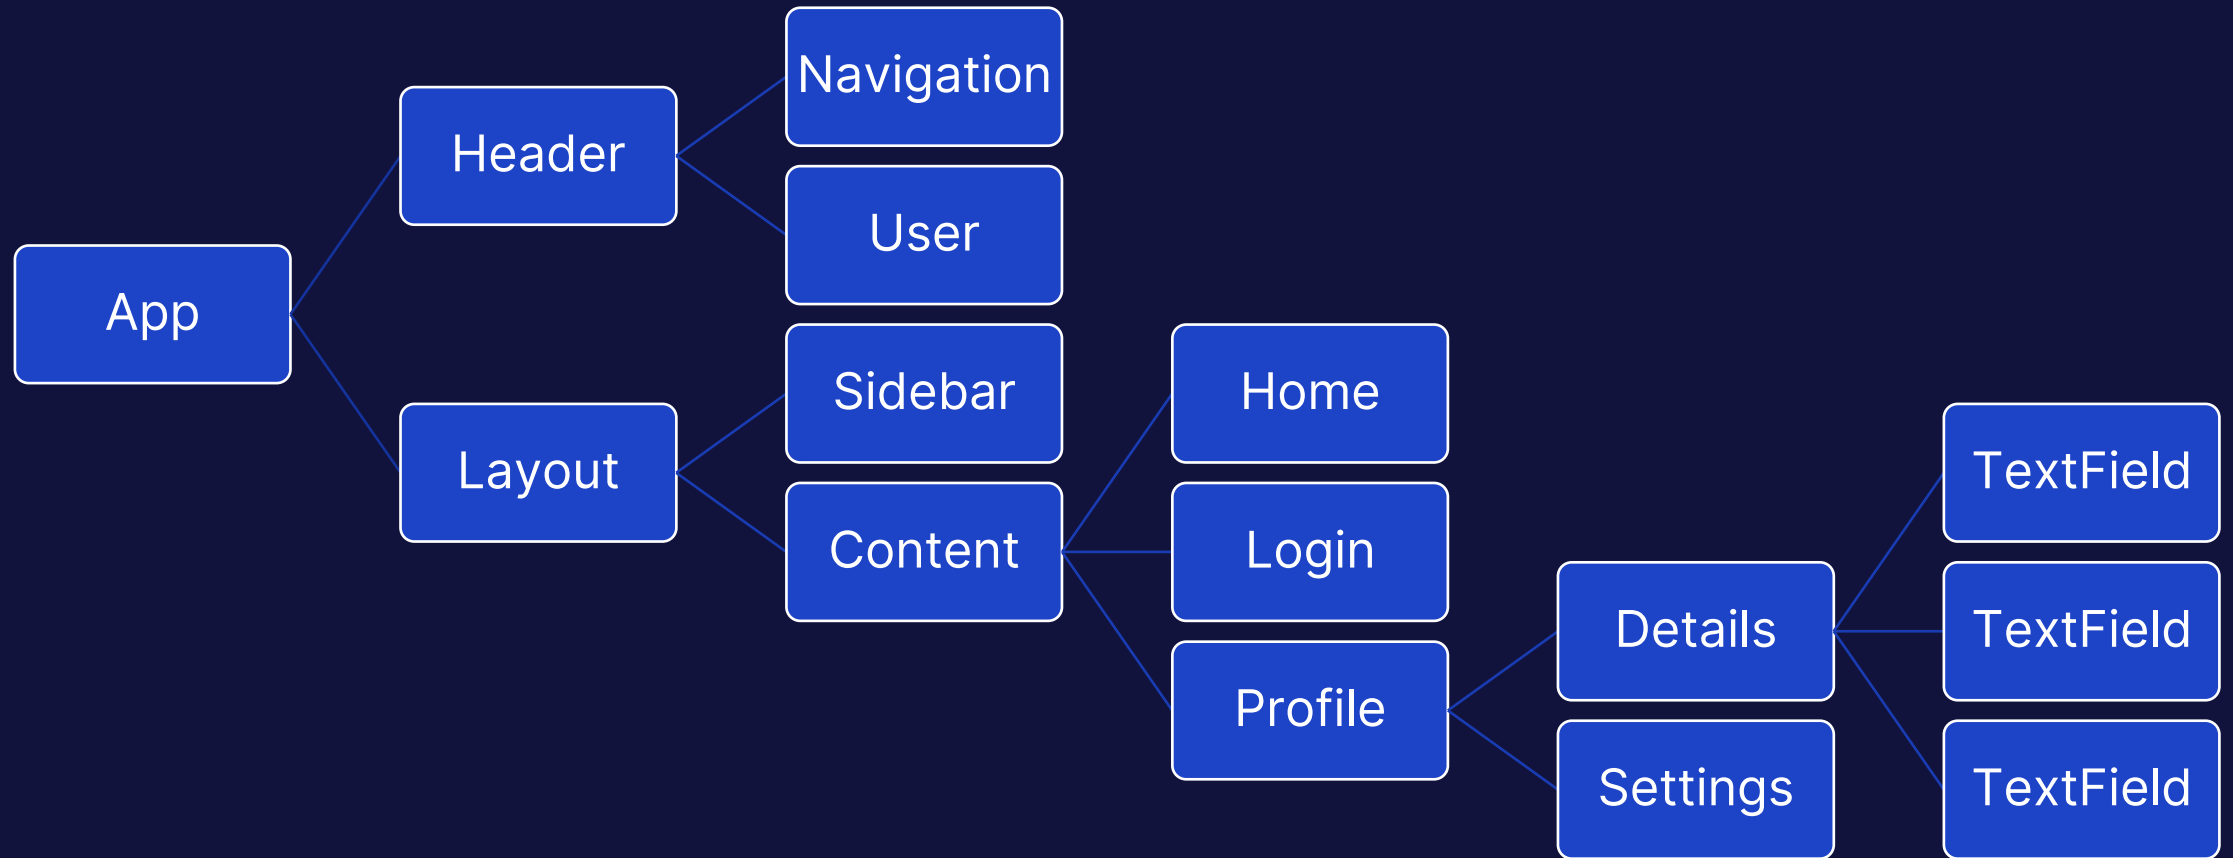 App
Header
Layout
Navigation
User
Sidebar
Content
Home
Login
Profile
Details
Settings
TextField
TextField
TextField